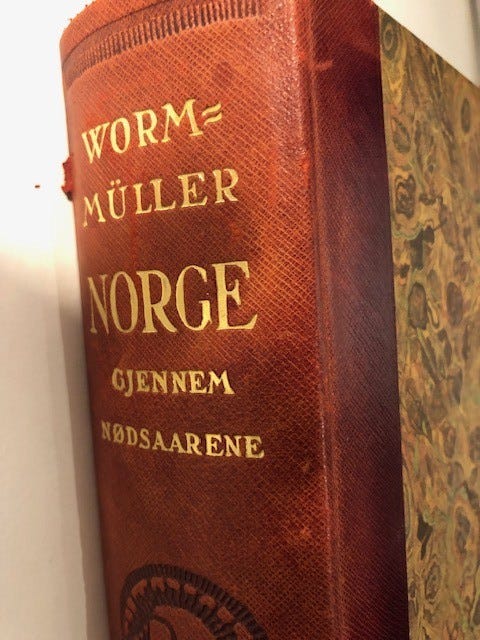 WORM=
MÜLLER
NORGE
GJENNEM
NØDSAARENE